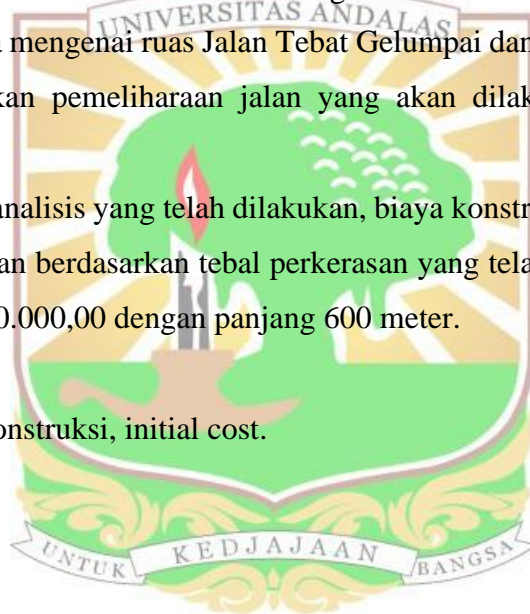 UNIVERSITAS ANDALAS
mengenai ruas Jalan Tebat Gelumpai dan
kan pemeliharaan jalan yang akan dilak
analisis yang telah dilakukan, biaya konstr
an berdasarkan tebal perkerasan yang tela
0.000,00 dengan panjang 600 meter.
onstruksi, initial cost.
UNTUK KEDJAJAAN BANGSA